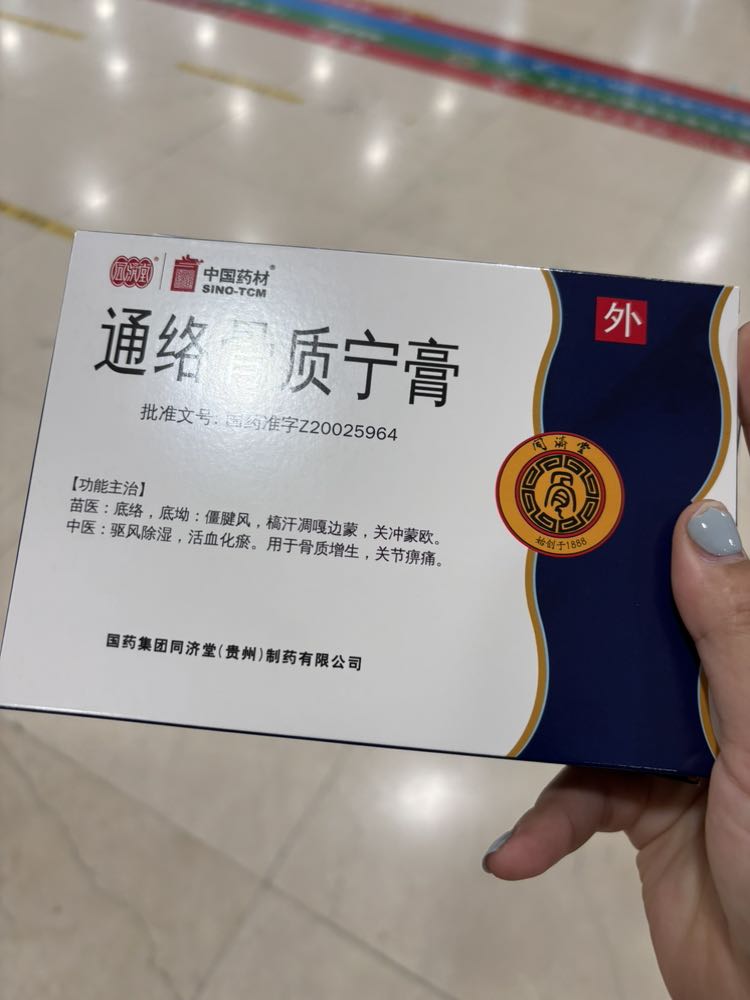 同济堂®
中国药材®
SINO-TCM
外
通络骨质宁膏
批准文号: 国药准字Z20025964
同濟堂
骨
始创于1888
【功能主治】
苗医：底络，底坳：僵腱风，槁汗凋嘎边蒙，关冲蒙欧。
中医：驱风除湿，活血化瘀。用于骨质增生，关节痹痛。
国药集团同济堂(贵州)制药有限公司